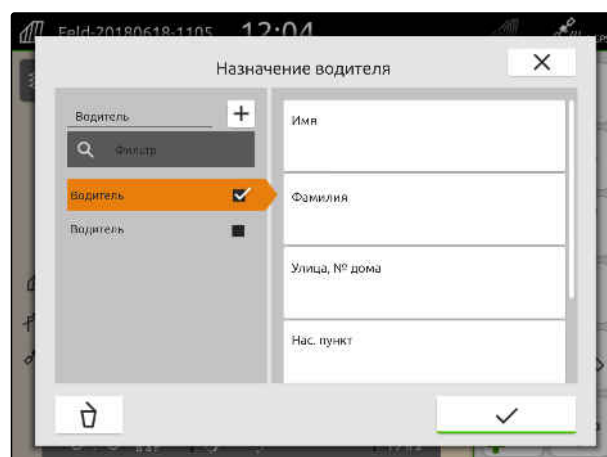 Feld-20180618-1105 12:04
Назначение водителя
Водитель
Фильтр
Водитель
Водитель
Имя
Фамилия
Улица, № дома
Нас. пункт